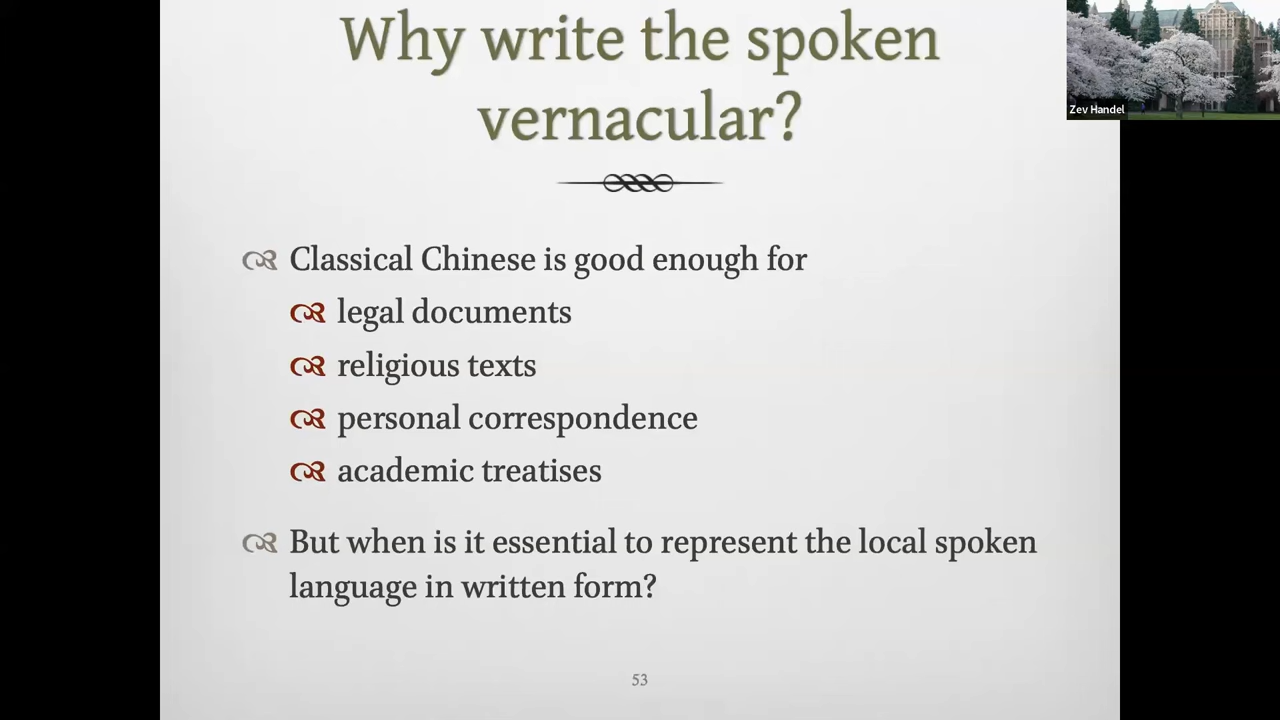 Why write the spoken
vernacular?
Zev Handel
Classical Chinese is good enough for
legal documents
religious texts
personal correspondence
academic treatises
But when is it essential to represent the local spoken
language in written form?
53